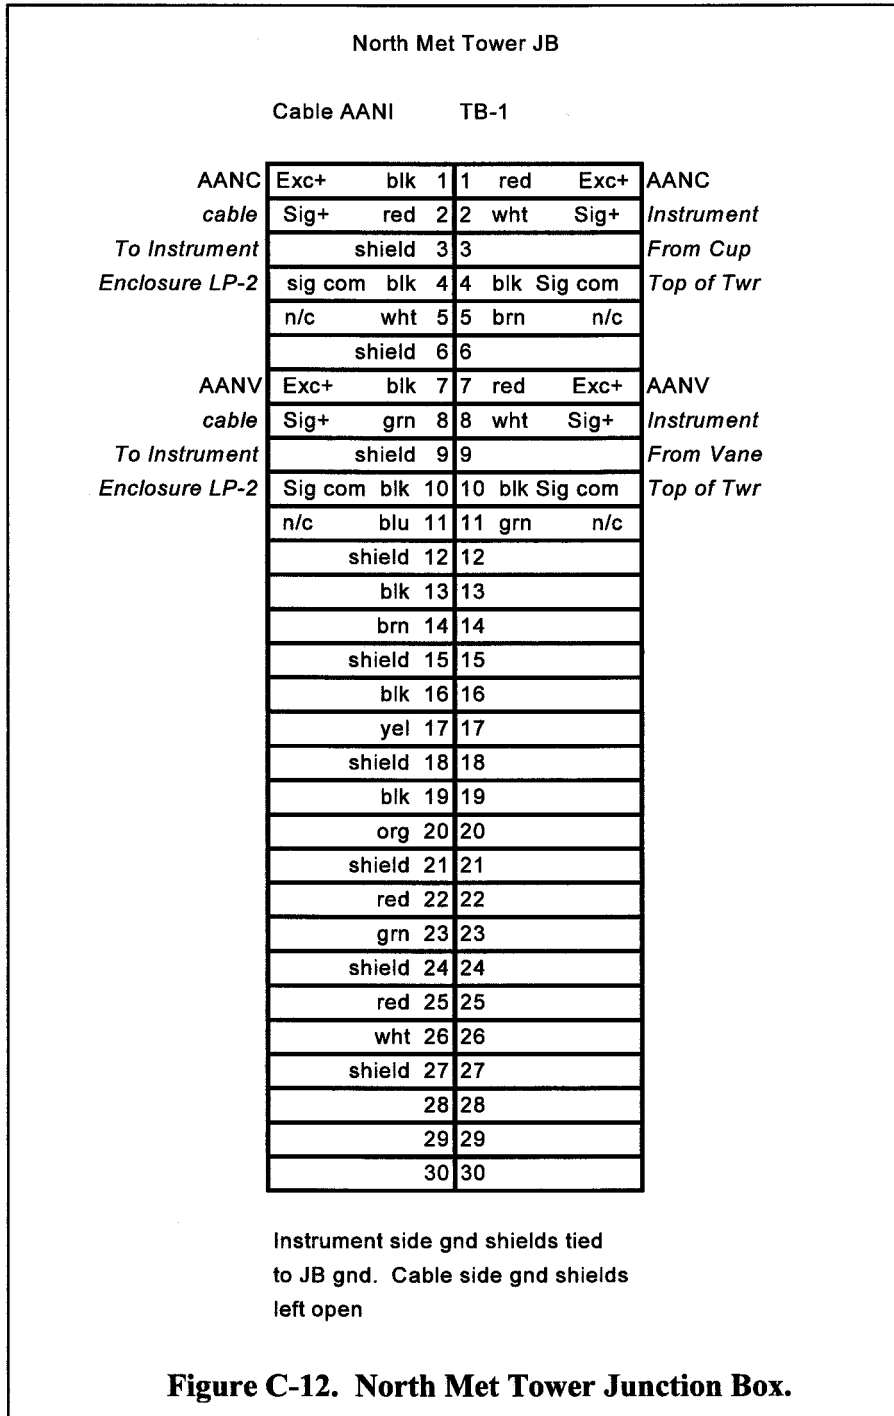 North Met Tower JB
Cable AANI TB-1
AANC Exc+ blk 1 1 red Exc+ AANC
cable Sig+ red 2 2 wht Sig+ Instrument
To Instrument shield 3 3 From Cup
Enclosure LP-2 sig com blk 4 4 blk Sig com Top of Twr
n/c wht 5 5 brn n/c
shield 6 6
AANV Exc+ blk 7 7 red Exc+ AANV
cable Sig+ grn 8 8 wht Sig+ Instrument
To Instrument shield 9 9 From Vane
Enclosure LP-2 Sig com blk 10 10 blk Sig com Top of Twr
n/c blu 11 11 grn n/c
shield 12 12
blk 13 13
brn 14 14
shield 15 15
blk 16 16
yel 17 17
shield 18 18
blk 19 19
org 20 20
shield 21 21
red 22 22
grn 23 23
shield 24 24
red 25 25
wht 26 26
shield 27 27
28 28
29 29
30 30
Instrument side gnd shields tied
to JB gnd. Cable side gnd shields
left open
Figure C-12. North Met Tower Junction Box.